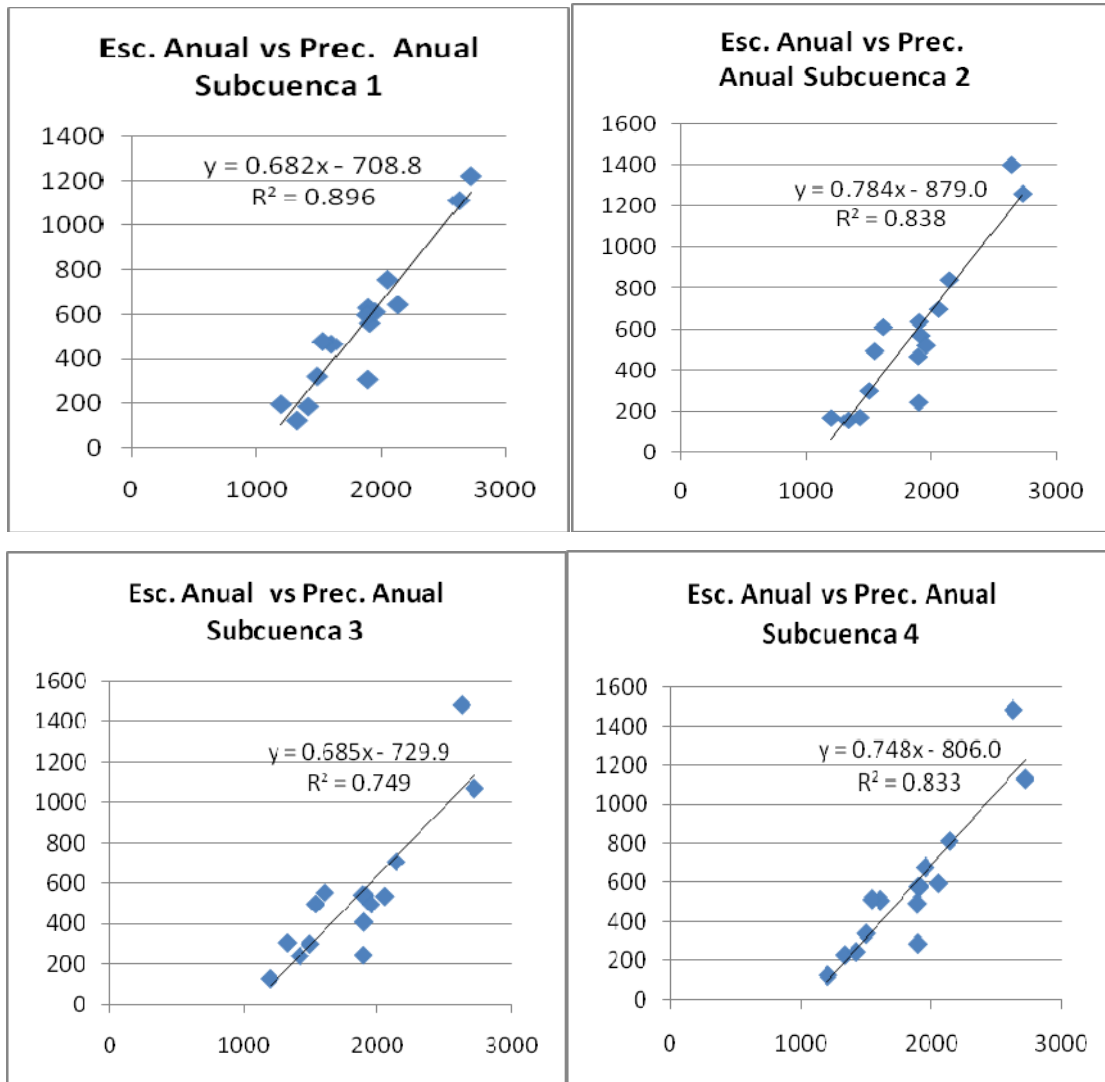 Esc. Anual vs Prec. Anual
Subcuenca 1
1400
1200
1000
800
600
400
200
0
y = 0.682x - 708.8
R² = 0.896
0 1000 2000 3000
Esc. Anual vs Prec.
Anual Subcuenca 2
1600
1400
1200
1000
800
600
400
200
0
y = 0.784x - 879.0
R² = 0.838
0 1000 2000 3000
Esc. Anual vs Prec. Anual
Subcuenca 3
1600
1400
1200
1000
800
600
400
200
0
y = 0.685x - 729.9
R² = 0.749
0 1000 2000 3000
Esc. Anual vs Prec. Anual
Subcuenca 4
1600
1400
1200
1000
800
600
400
200
0
y = 0.748x - 806.0
R² = 0.833
0 1000 2000 3000